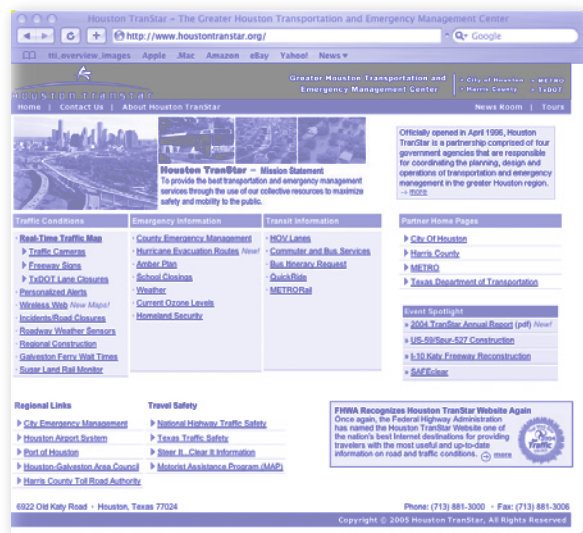 Houston TranStar – The Greater Houston Transportation and Emergency Management Center
http://www.houstontranstar.org/
Google
tti.overview.images Apple .Mac Amazon eBay Yahoo! News
houston transtar
Greater Houston Transportation and
Emergency Management Center
City of Houston METRO
Harris County TxDOT
Home | Contact Us | About Houston TranStar
News Room | Tours
Houston TranStar – Mission Statement
To provide the best transportation and emergency management
services through the use of our collective resources to maximize
safety and mobility to the public.
Officially opened in April 1996, Houston
TranStar is a partnership comprised of four
government agencies that are responsible
for coordinating the planning, design and
operations of transportation and emergency
management in the greater Houston region.
→ more
Traffic Conditions
Real-Time Traffic Map
Traffic Cameras
Freeway Signs
TxDOT Lane Closures
Personalized Alerts
Wireless Web New Maps!
Incidents/Road Closures
Roadway Weather Sensors
Regional Construction
Galveston Ferry Wait Times
Sugar Land Rail Monitor
Emergency Information
County Emergency Management
Hurricane Evacuation Routes New!
Amber Plan
School Closings
Weather
Current Ozone Levels
Homeland Security
Transit Information
HOV Lanes
Commuter and Bus Services
Bus Itinerary Request
QuickRide
METRORail
Partner Home Pages
City Of Houston
Harris County
METRO
Texas Department of Transportation
Event Spotlight
» 2004 TranStar Annual Report (pdf) New!
» US-59/Spur-527 Construction
» I-10 Katy Freeway Reconstruction
» SAFEclear
Regional Links
City Emergency Management
Houston Airport System
Port of Houston
Houston-Galveston Area Council
Harris County Toll Road Authority
Travel Safety
National Highway Traffic Safety
Texas Traffic Safety
Steer It...Clear It Information
Motorist Assistance Program (MAP)
FHWA Recognizes Houston TranStar Website Again
Once again, the Federal Highway Administration
has named the Houston TranStar Website one of
the nation's best Internet destinations for providing
travelers with the most useful and up-to-date
information on road and traffic conditions. → more
2004
Traffic
6922 Old Katy Road • Houston, Texas 77024
Phone: (713) 881-3000 • Fax: (713) 881-3006
Copyright © 2005 Houston TranStar, All Rights Reserved